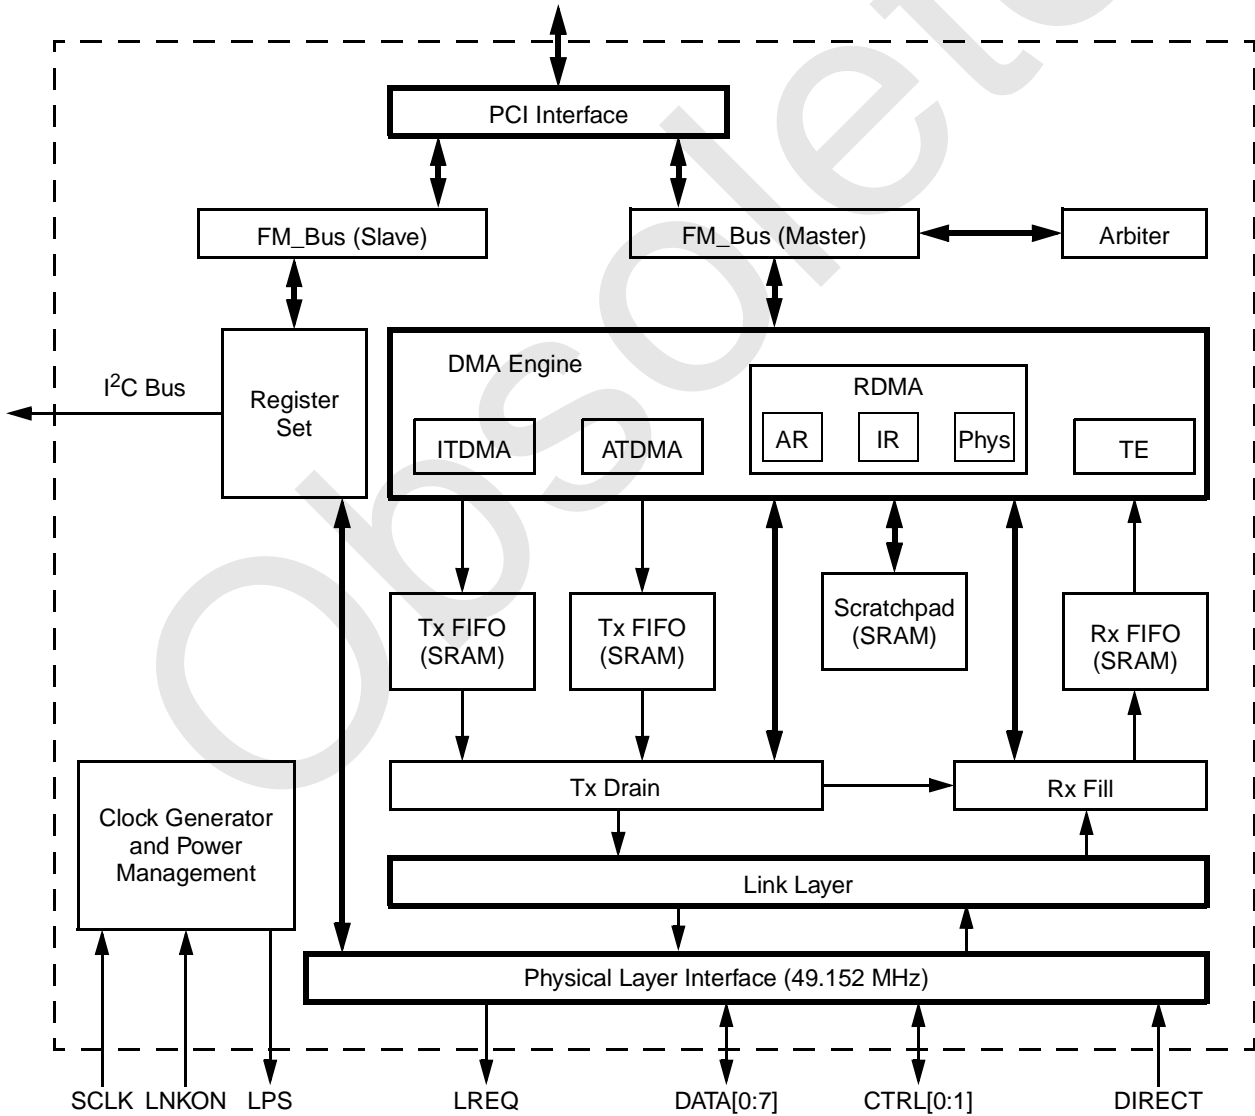 PCI Interface
FM_Bus (Slave)
FM_Bus (Master)
Arbiter
I²C Bus
Register
Set
DMA Engine
RDMA
ITDMA
ATDMA
AR
IR
Phys
TE
Tx FIFO
(SRAM)
Tx FIFO
(SRAM)
Scratchpad
(SRAM)
Rx FIFO
(SRAM)
Clock Generator
and Power
Management
Tx Drain
Rx Fill
Link Layer
Physical Layer Interface (49.152 MHz)
SCLK
LNKON
LPS
LREQ
DATA[0:7]
CTRL[0:1]
DIRECT
Obsolete